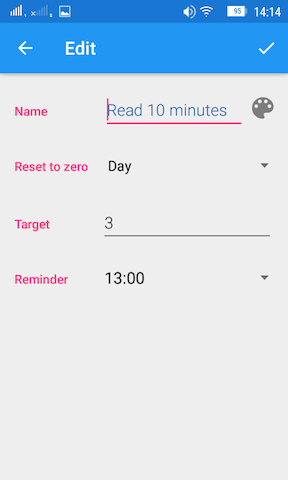 95 14:14
Edit
Name Read 10 minutes
Reset to zero Day
Target 3
Reminder 13:00